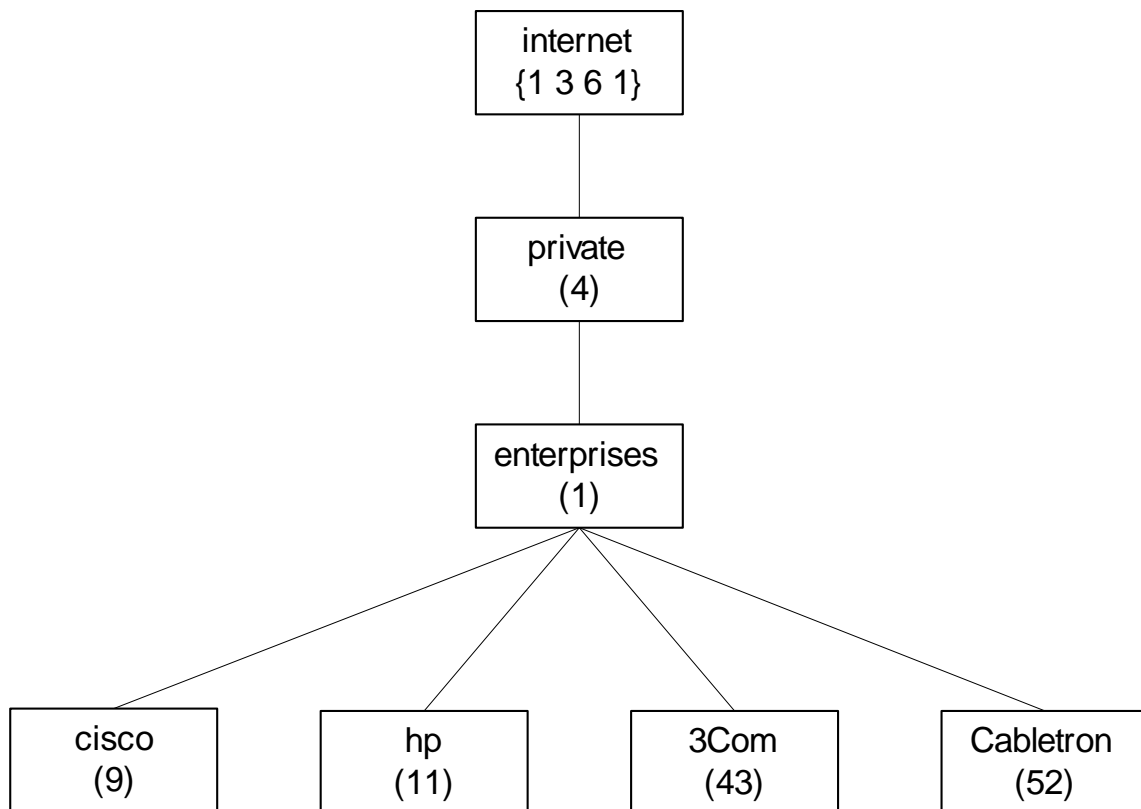 internet
{1 3 6 1}
private
(4)
enterprises
(1)
cisco
(9)
hp
(11)
3Com
(43)
Cabletron
(52)